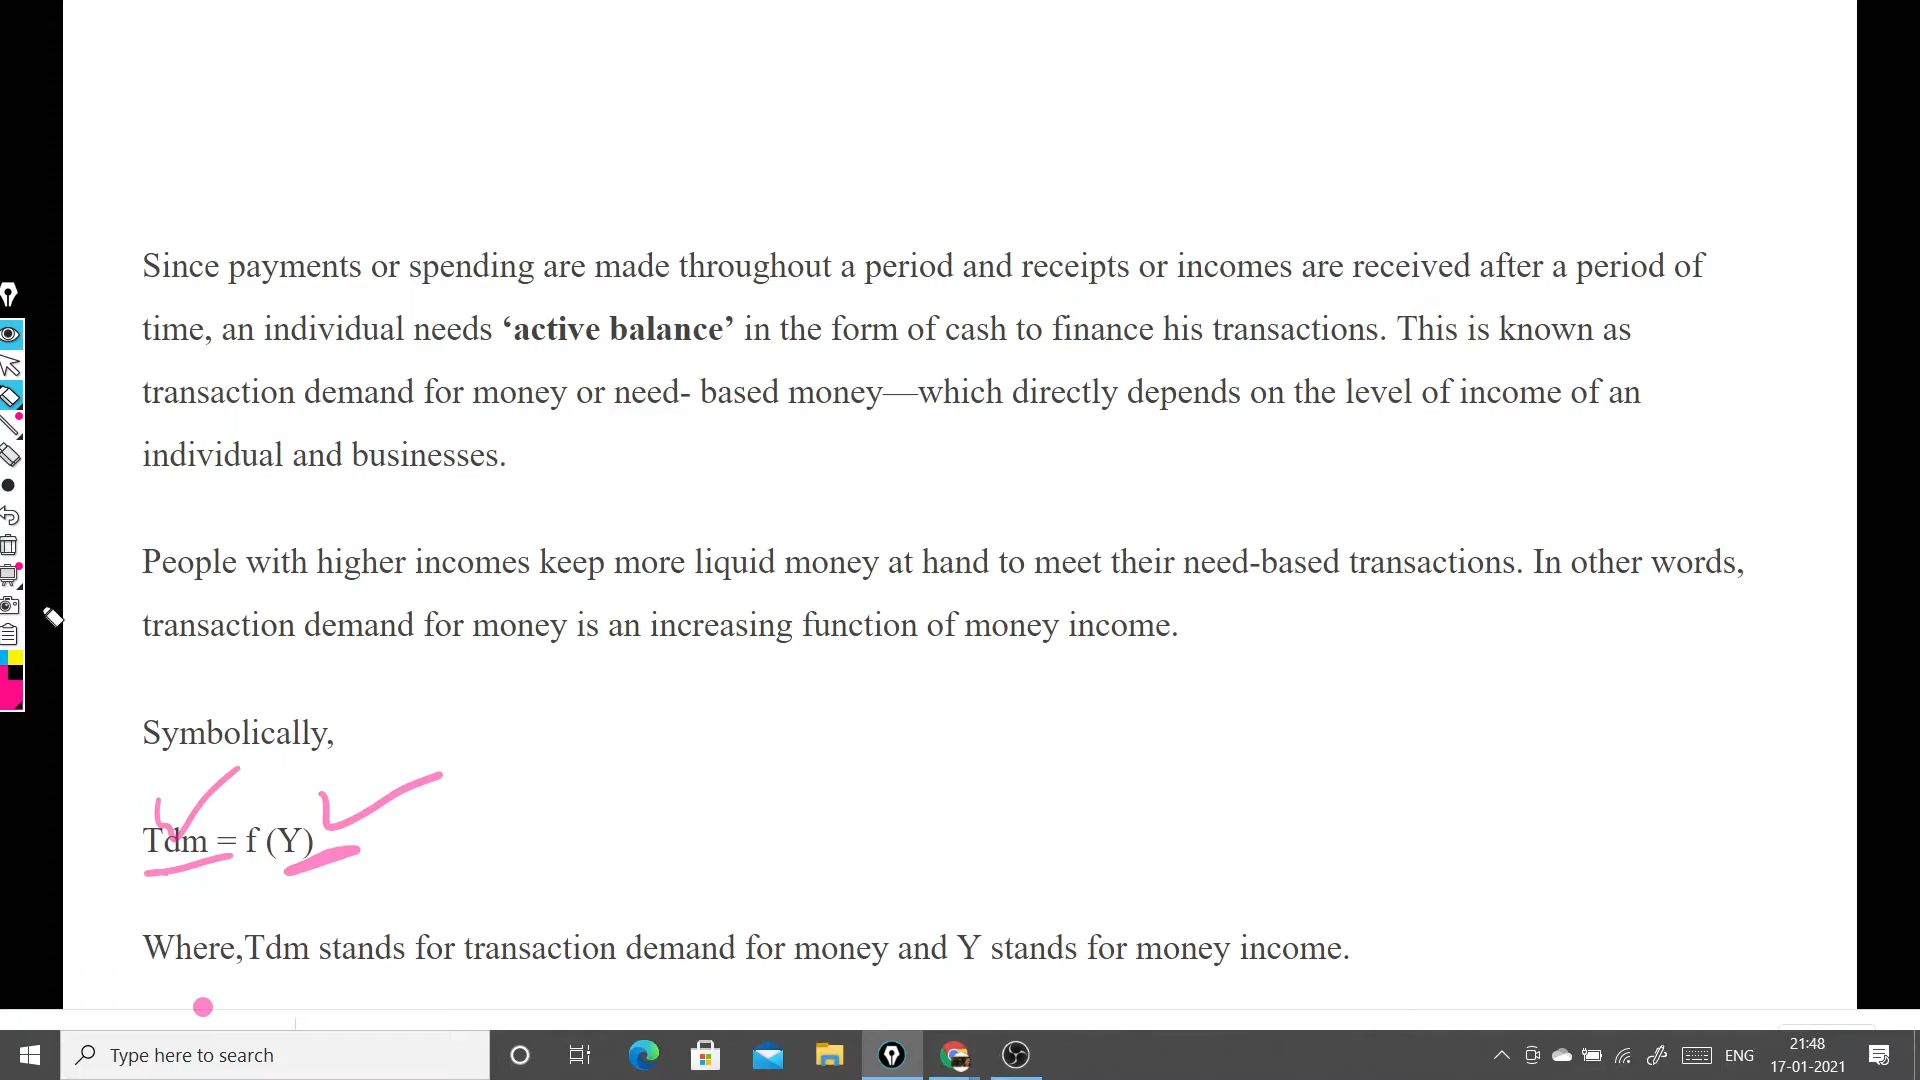 Since payments or spending are made throughout a period and receipts or incomes are received after a period of
time, an individual needs ‘active balance’ in the form of cash to finance his transactions. This is known as
transaction demand for money or need- based money—which directly depends on the level of income of an
individual and businesses.
People with higher incomes keep more liquid money at hand to meet their need-based transactions. In other words,
transaction demand for money is an increasing function of money income.
Symbolically,
Tdm = f (Y)
Where,Tdm stands for transaction demand for money and Y stands for money income.
Type here to search
ENG
21:48
17-01-2021